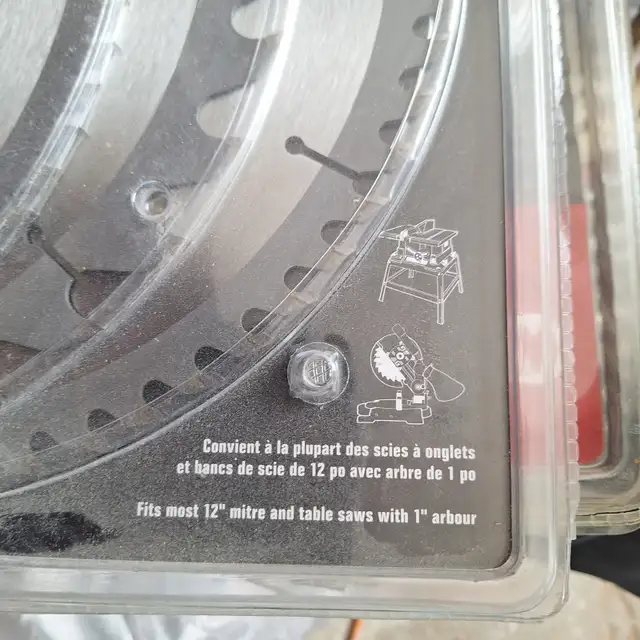 Convient à la plupart des scies à onglets
et bancs de scie de 12 po avec arbre de 1 po
Fits most 12" mitre and table saws with 1" arbour